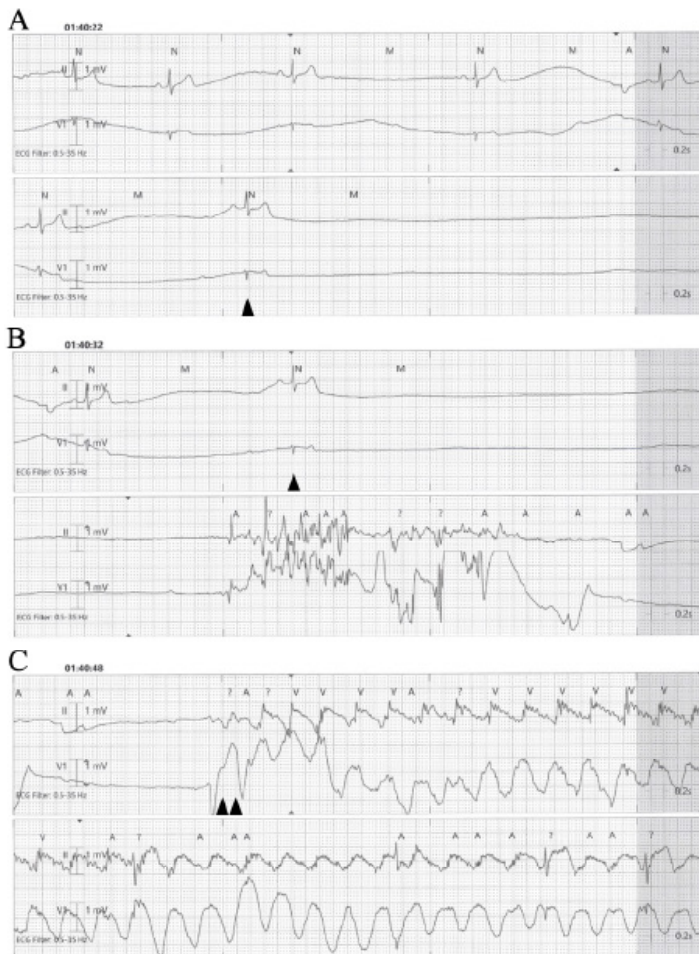 A
01:40:22
N N N M N M A N
II 1 mV
V1 1 mV
ECG Filter: 0.5-35 Hz 0.2s
N M N M
II 1 mV
V1 1 mV
ECG Filter: 0.5-35 Hz 0.2s
B
01:40:32
A N M N M
II 1 mV
V1 1 mV
ECG Filter: 0.5-35 Hz 0.2s
A ? A A A ? ? A A A A A
II 1 mV
V1 1 mV
ECG Filter: 0.5-35 Hz 0.2s
C
01:40:48
A A A ? A ? V V V V A ? V V V V V
II 1 mV
V1 1 mV
ECG Filter: 0.5-35 Hz 0.2s
V A ? A A A A A A A ? A A ?
II 1 mV
V1 1 mV
ECG Filter: 0.5-35 Hz 0.2s